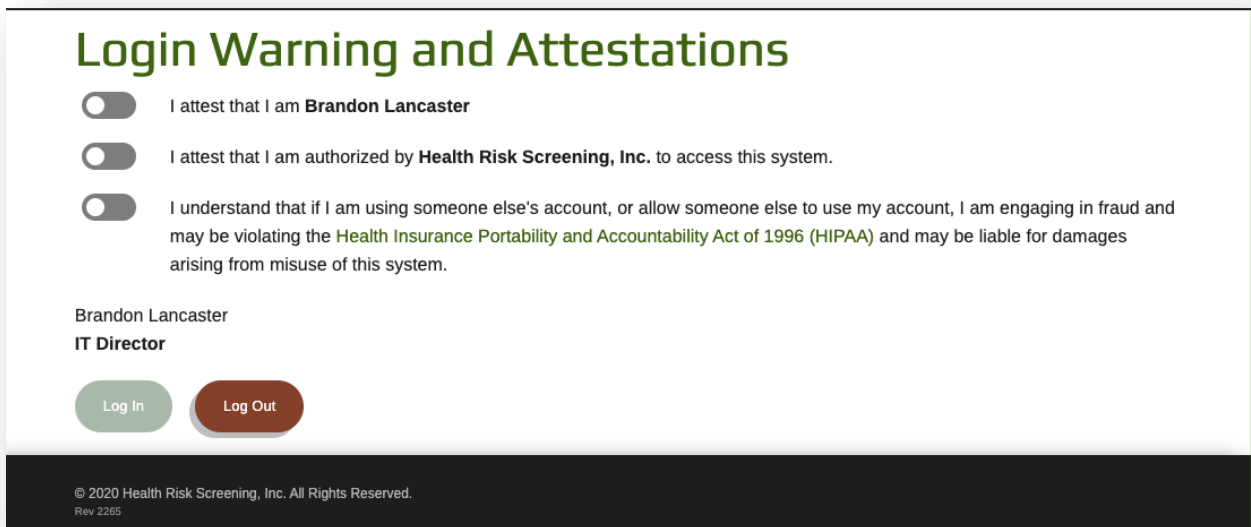 Login Warning and Attestations
I attest that I am Brandon Lancaster
I attest that I am authorized by Health Risk Screening, Inc. to access this system.
I understand that if I am using someone else's account, or allow someone else to use my account, I am engaging in fraud and
may be violating the Health Insurance Portability and Accountability Act of 1996 (HIPAA) and may be liable for damages
arising from misuse of this system.
Brandon Lancaster
IT Director
Log In Log Out
© 2020 Health Risk Screening, Inc. All Rights Reserved.
Rev 2265